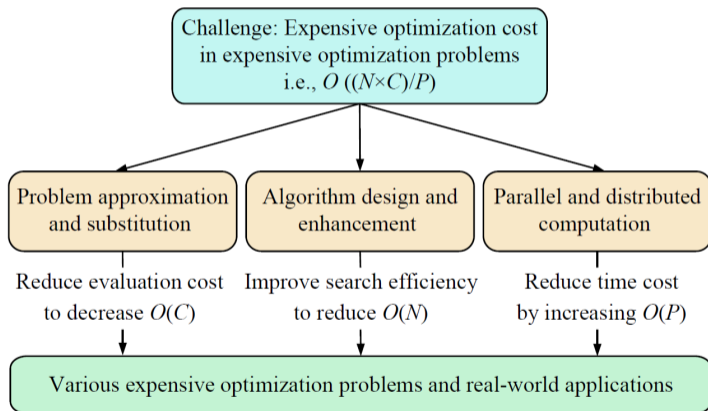 Challenge: Expensive optimization cost
in expensive optimization problems
i.e., O ((N×C)/P)
Problem approximation
and substitution
Algorithm design and
enhancement
Parallel and distributed
computation
Reduce evaluation cost
to decrease O(C)
Improve search efficiency
to reduce O(N)
Reduce time cost
by increasing O(P)
Various expensive optimization problems and real-world applications